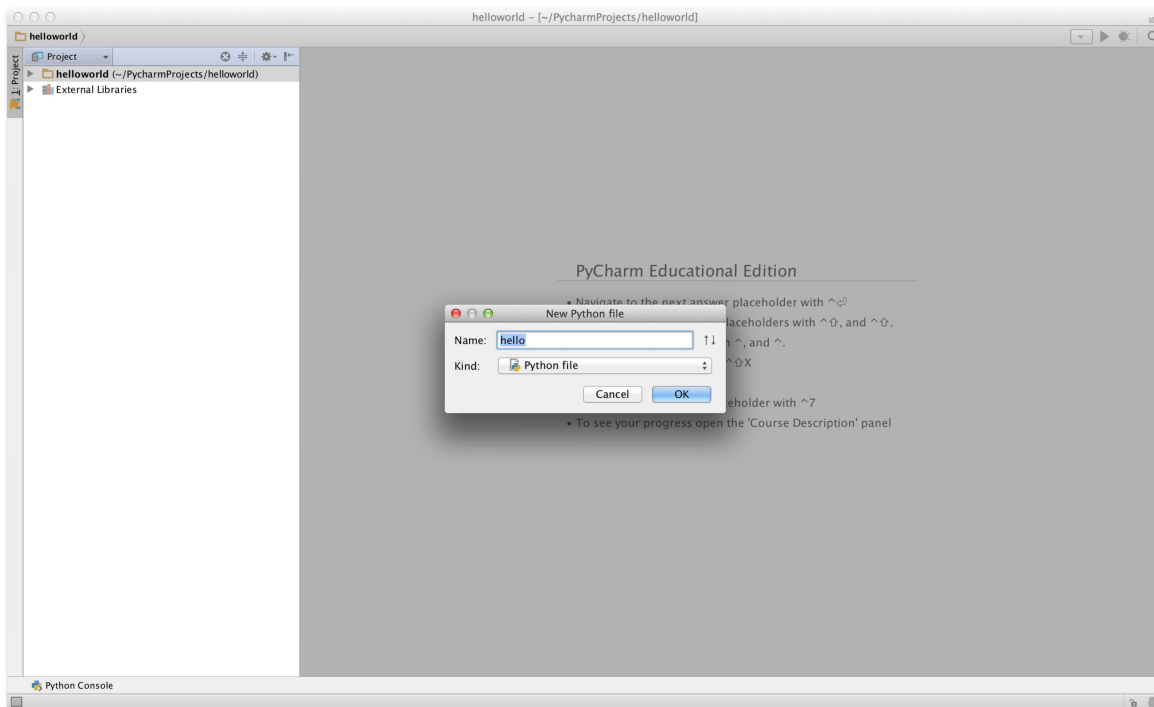 helloworld – [~/PycharmProjects/helloworld]
helloworld
1: Project
Project
helloworld (~/PycharmProjects/helloworld)
External Libraries
PyCharm Educational Edition
• Navigate to the next answer placeholder with ^⏎
laceholders with ^⇧, and ^⇧.
^, and ^.
^⇧X
eholder with ^7
• To see your progress open the 'Course Description' panel
New Python file
Name: hello
Kind: Python file
Cancel OK
Python Console